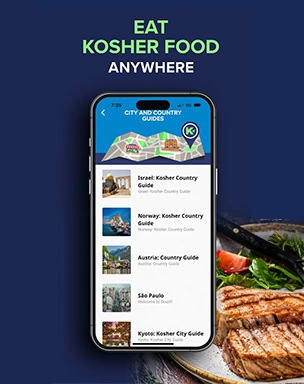 EAT
KOSHER FOOD
ANYWHERE
7:35
CITY AND COUNTRY
GUIDES
K
Israel: Kosher Country
Guide
Israel: Kosher Country Guide
Norway: Kosher Country
Guide
Norway: Kosher Country Guide
Austria: Country Guide
Austria: Country Guide
São Paulo
Welcome to Brazil!
Kyoto: Kosher City Guide
Kyoto: Kosher City Guide